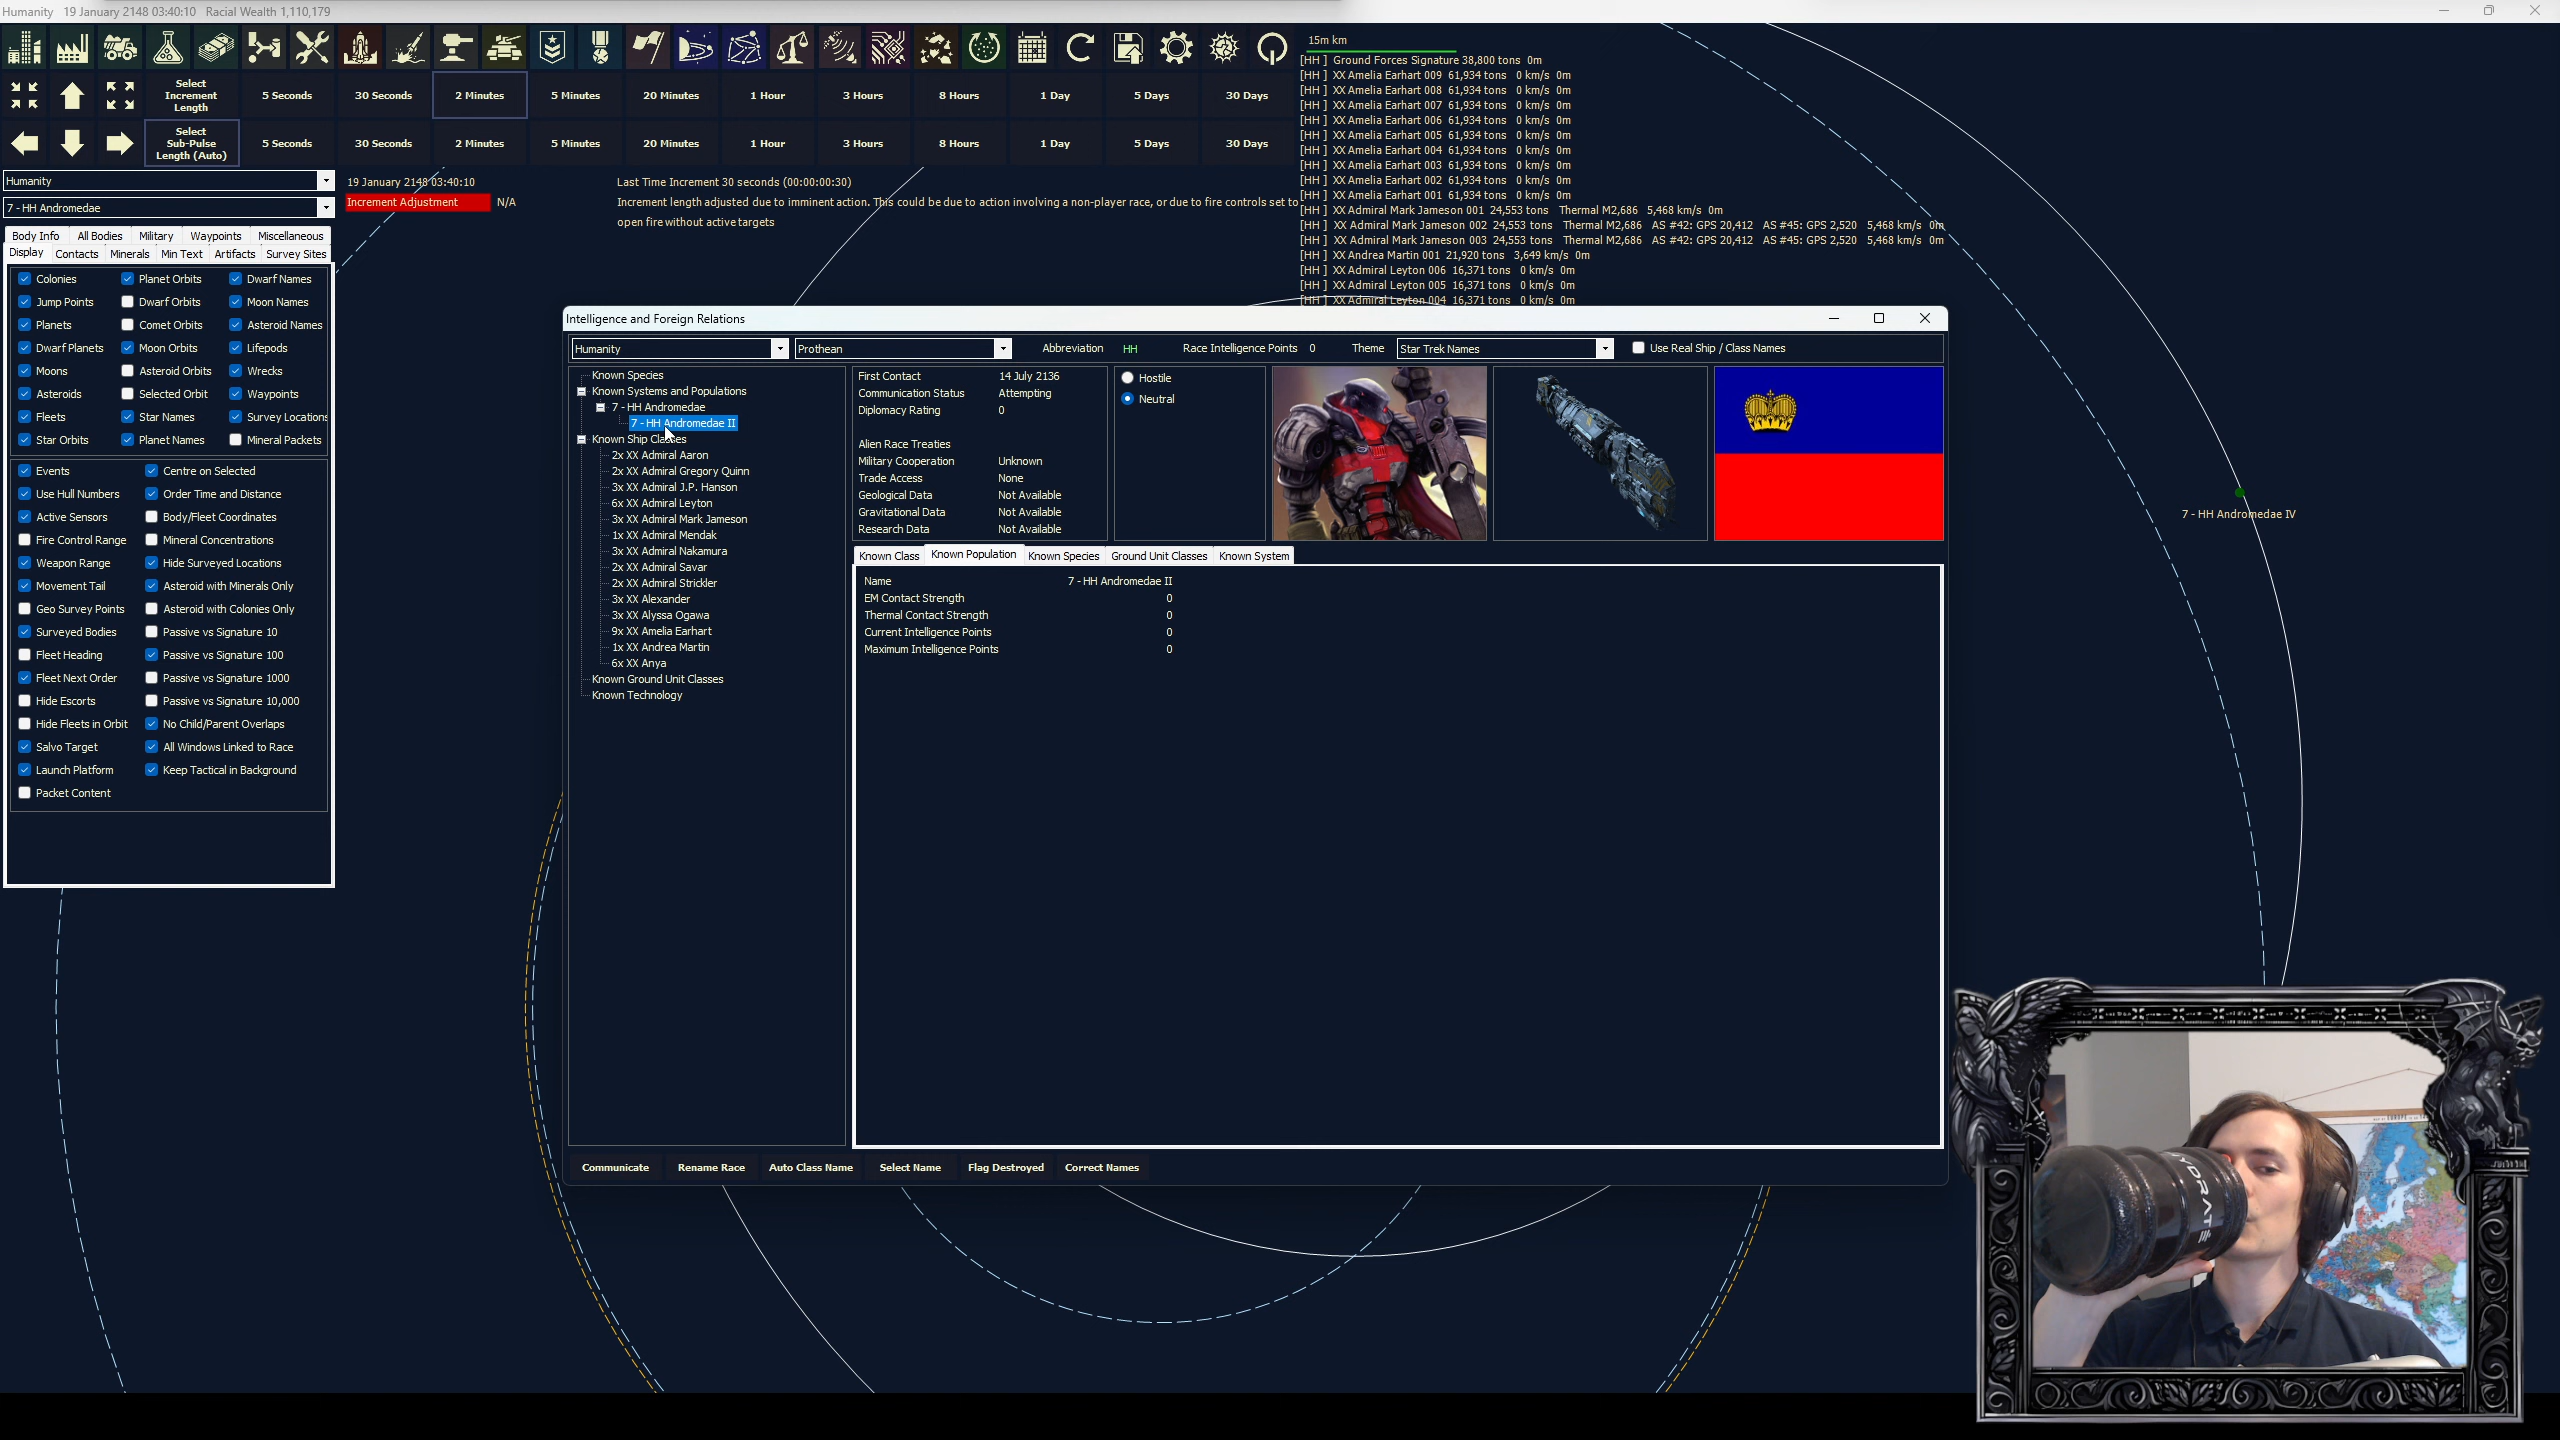 Humanity   19 January 2148 03:40:10   Racial Wealth 1,110,179
Select Increment Length
5 Seconds
30 Seconds
2 Minutes
5 Minutes
20 Minutes
1 Hour
3 Hours
8 Hours
1 Day
5 Days
30 Days
Select Sub-Pulse Length (Auto)
5 Seconds
30 Seconds
2 Minutes
5 Minutes
20 Minutes
1 Hour
3 Hours
8 Hours
1 Day
5 Days
30 Days
15m km
[HH ]  Ground Forces Signature 38,800 tons  0m
[HH ]  XX Amelia Earhart 009  61,934 tons   0 km/s  0m
[HH ]  XX Amelia Earhart 008  61,934 tons   0 km/s  0m
[HH ]  XX Amelia Earhart 007  61,934 tons   0 km/s  0m
[HH ]  XX Amelia Earhart 006  61,934 tons   0 km/s  0m
[HH ]  XX Amelia Earhart 005  61,934 tons   0 km/s  0m
[HH ]  XX Amelia Earhart 004  61,934 tons   0 km/s  0m
[HH ]  XX Amelia Earhart 003  61,934 tons   0 km/s  0m
[HH ]  XX Amelia Earhart 002  61,934 tons   0 km/s  0m
[HH ]  XX Amelia Earhart 001  61,934 tons   0 km/s  0m
[HH ]  XX Admiral Mark Jameson 001  24,553 tons   Thermal M2,686   5,468 km/s  0m
[HH ]  XX Admiral Mark Jameson 002  24,553 tons   Thermal M2,686   AS #42: GPS 20,412   AS #45: GPS 2,520   5,468 km/s  0m
[HH ]  XX Admiral Mark Jameson 003  24,553 tons   Thermal M2,686   AS #42: GPS 20,412   AS #45: GPS 2,520   5,468 km/s  0m
[HH ]  XX Andrea Martin 001  21,920 tons   3,649 km/s  0m
[HH ]  XX Admiral Leyton 006  16,371 tons   0 km/s  0m
[HH ]  XX Admiral Leyton 005  16,371 tons   0 km/s  0m
[HH ]  XX Admiral Leyton 004  16,371 tons   0 km/s  0m
Humanity
7 - HH Andromedae
19 January 2148 03:40:10
Increment Adjustment   N/A
Last Time Increment 30 seconds (00:00:00:30)
Increment length adjusted due to imminent action. This could be due to action involving a non-player race, or due to fire controls set to
open fire without active targets
Body Info   All Bodies   Military   Waypoints   Miscellaneous
Display   Contacts   Minerals   Min Text   Artifacts   Survey Sites
Colonies   Planet Orbits   Dwarf Names
Jump Points   Dwarf Orbits   Moon Names
Planets   Comet Orbits   Asteroid Names
Dwarf Planets   Moon Orbits   Lifepods
Moons   Asteroid Orbits   Wrecks
Asteroids   Selected Orbit   Waypoints
Fleets   Star Names   Survey Locations
Star Orbits   Planet Names   Mineral Packets
Events   Centre on Selected
Use Hull Numbers   Order Time and Distance
Active Sensors   Body/Fleet Coordinates
Fire Control Range   Mineral Concentrations
Weapon Range   Hide Surveyed Locations
Movement Tail   Asteroid with Minerals Only
Geo Survey Points   Asteroid with Colonies Only
Surveyed Bodies   Passive vs Signature 10
Fleet Heading   Passive vs Signature 100
Fleet Next Order   Passive vs Signature 1000
Hide Escorts   Passive vs Signature 10,000
Hide Fleets in Orbit   No Child/Parent Overlaps
Salvo Target   All Windows Linked to Race
Launch Platform   Keep Tactical in Background
Packet Content
Intelligence and Foreign Relations
Humanity   Prothean   Abbreviation   HH   Race Intelligence Points   0   Theme   Star Trek Names   Use Real Ship / Class Names
Known Species
Known Systems and Populations
7 - HH Andromedae
7 - HH Andromedae II
Known Ship Classes
2x XX Admiral Aaron
2x XX Admiral Gregory Quinn
3x XX Admiral J.P. Hanson
6x XX Admiral Leyton
3x XX Admiral Mark Jameson
1x XX Admiral Mendak
3x XX Admiral Nakamura
2x XX Admiral Savar
2x XX Admiral Strickler
3x XX Alexander
3x XX Alyssa Ogawa
9x XX Amelia Earhart
1x XX Andrea Martin
6x XX Anya
Known Ground Unit Classes
Known Technology
First Contact   14 July 2136
Communication Status   Attempting
Diplomacy Rating   0
Alien Race Treaties
Military Cooperation   Unknown
Trade Access   None
Geological Data   Not Available
Gravitational Data   Not Available
Research Data   Not Available
Hostile
Neutral
Known Class   Known Population   Known Species   Ground Unit Classes   Known System
Name   7 - HH Andromedae II
EM Contact Strength   0
Thermal Contact Strength   0
Current Intelligence Points   0
Maximum Intelligence Points   0
Communicate   Rename Race   Auto Class Name   Select Name   Flag Destroyed   Correct Names
7 - HH Andromedae IV